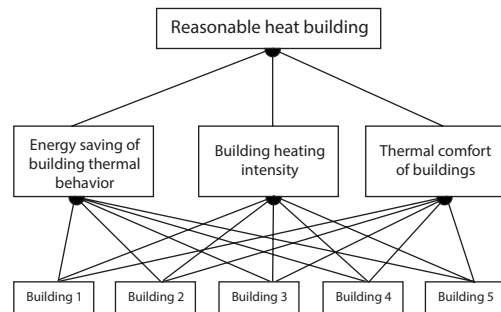 Reasonable heat building
Energy saving of
building thermal
behavior
Building heating
intensity
Thermal comfort
of buildings
Building 1
Building 2
Building 3
Building 4
Building 5